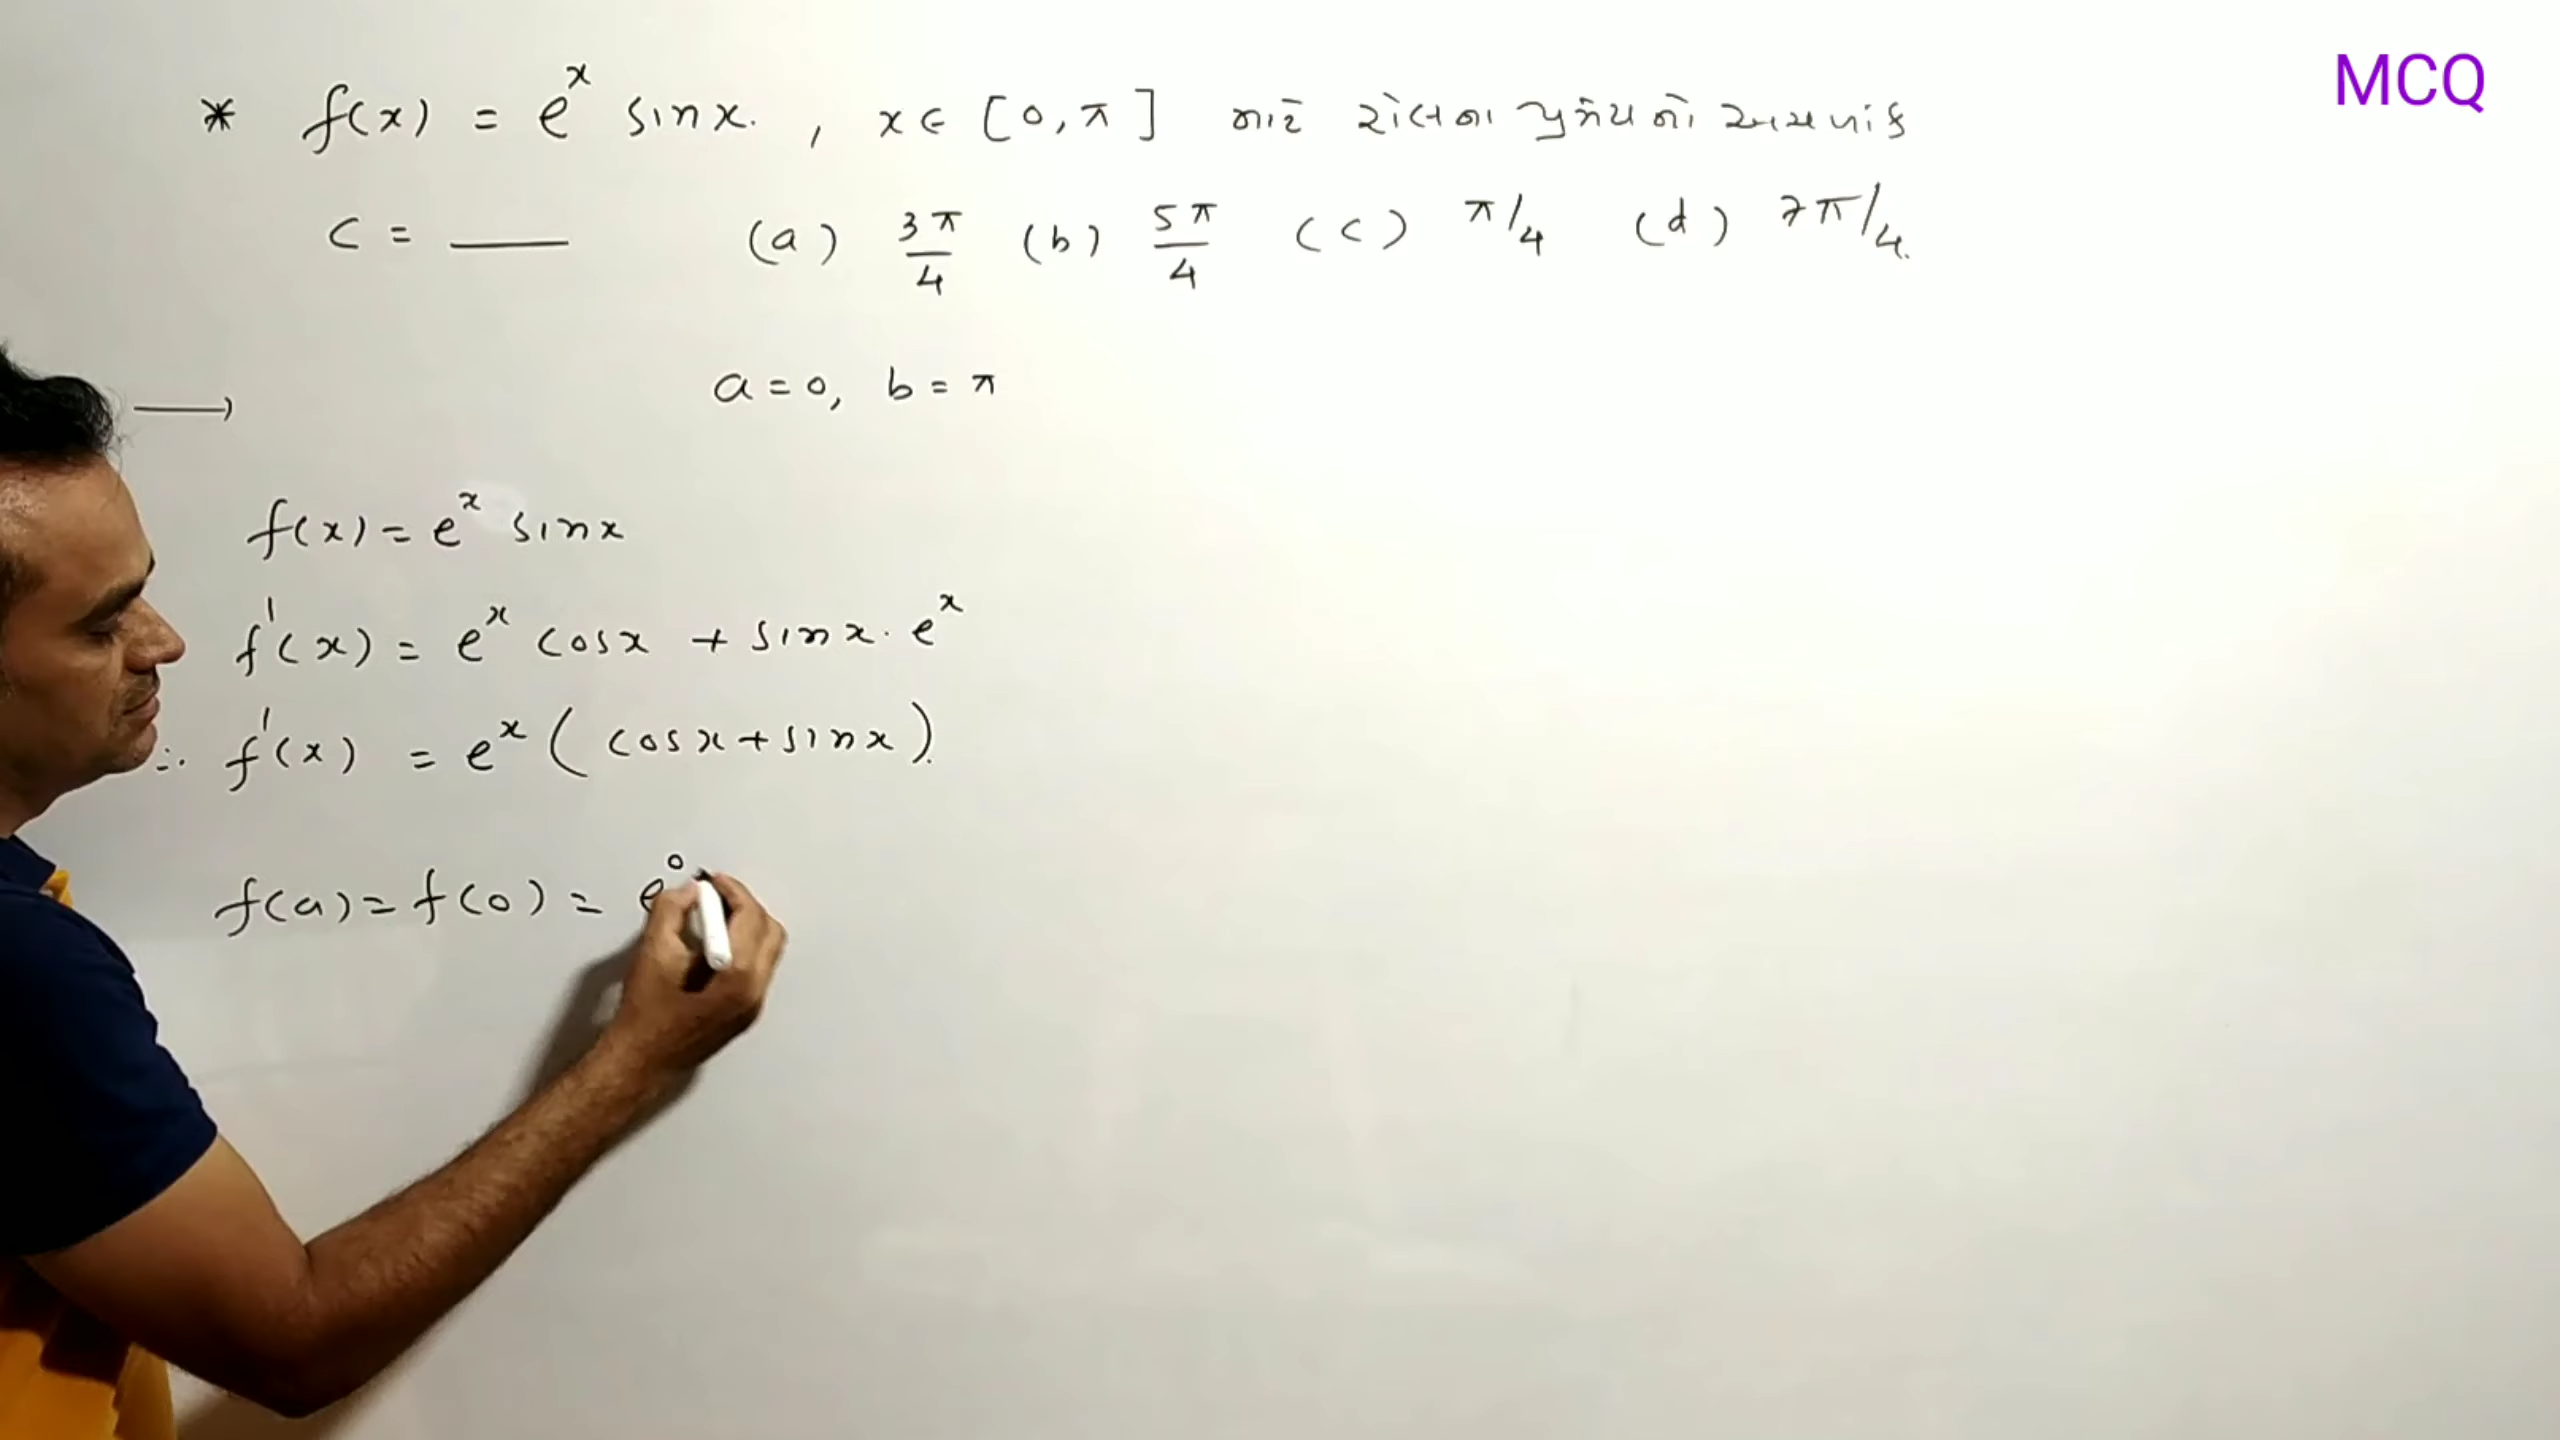 MCQ
* f(x) = e^x sinx. , x ∈ [0, π] માટે રોલના પ્રમેયનો અચળાંક
C = ___ (a) 3π/4 (b) 5π/4 (c) π/4 (d) 7π/4.
⟶ a = 0, b = π
f(x) = e^x sinx
f'(x) = e^x cosx + sinx · e^x
∴ f'(x) = e^x (cosx + sinx).
f(a) = f(0) = e^0